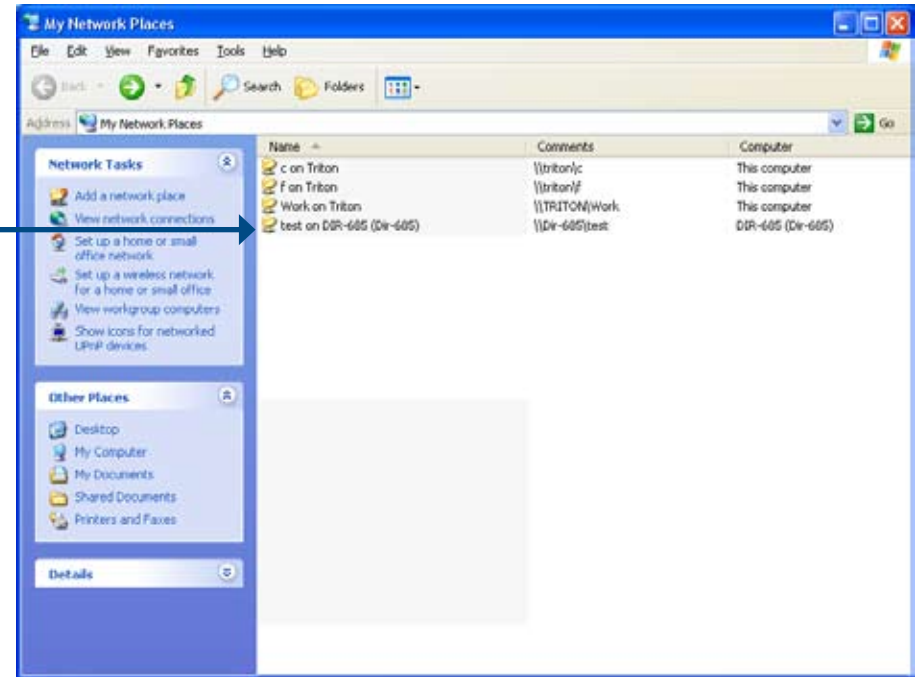 My Network Places
File Edit View Favorites Tools Help
Back Search Folders
Address My Network Places Go
Name Comments Computer
c on Triton \\triton\c This computer
f on Triton \\triton\f This computer
Work on Triton \\TRITON\Work This computer
test on DIR-685 (Dir-685) \\Dir-685\test DIR-685 (Dir-685)
Network Tasks
Add a network place
View network connections
Set up a home or small
office network
Set up a wireless network
for a home or small office
View workgroup computers
Show icons for networked
UPnP devices
Other Places
Desktop
My Computer
My Documents
Shared Documents
Printers and Faxes
Details